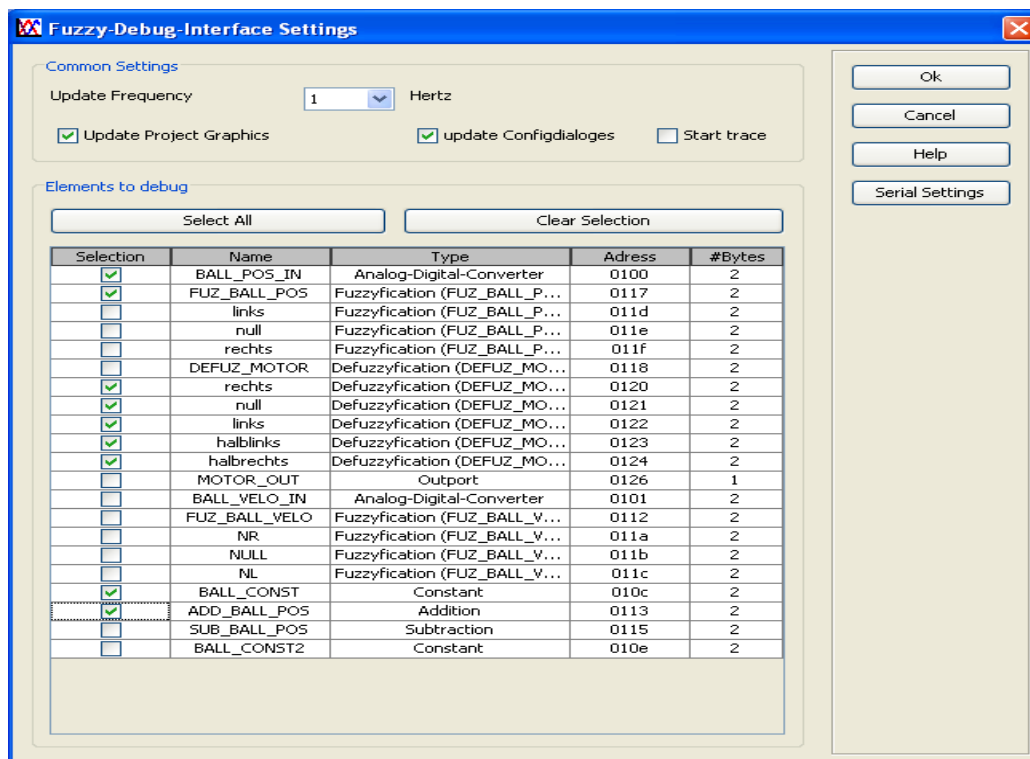 Fuzzy-Debug-Interface Settings
Common Settings
Update Frequency 1 Hertz
Update Project Graphics update Configdialoges Start trace
Ok
Cancel
Help
Serial Settings
Elements to debug
Select All Clear Selection
Selection Name Type Adress #Bytes
BALL_POS_IN Analog-Digital-Converter 0100 2
FUZ_BALL_POS Fuzzyfication (FUZ_BALL_P... 0117 2
links Fuzzyfication (FUZ_BALL_P... 011d 2
null Fuzzyfication (FUZ_BALL_P... 011e 2
rechts Fuzzyfication (FUZ_BALL_P... 011f 2
DEFUZ_MOTOR Defuzzyfication (DEFUZ_MO... 0118 2
rechts Defuzzyfication (DEFUZ_MO... 0120 2
null Defuzzyfication (DEFUZ_MO... 0121 2
links Defuzzyfication (DEFUZ_MO... 0122 2
halblinks Defuzzyfication (DEFUZ_MO... 0123 2
halbrechts Defuzzyfication (DEFUZ_MO... 0124 2
MOTOR_OUT Outport 0126 1
BALL_VELO_IN Analog-Digital-Converter 0101 2
FUZ_BALL_VELO Fuzzyfication (FUZ_BALL_V... 0112 2
NR Fuzzyfication (FUZ_BALL_V... 011a 2
NULL Fuzzyfication (FUZ_BALL_V... 011b 2
NL Fuzzyfication (FUZ_BALL_V... 011c 2
BALL_CONST Constant 010c 2
ADD_BALL_POS Addition 0113 2
SUB_BALL_POS Subtraction 0115 2
BALL_CONST2 Constant 010e 2